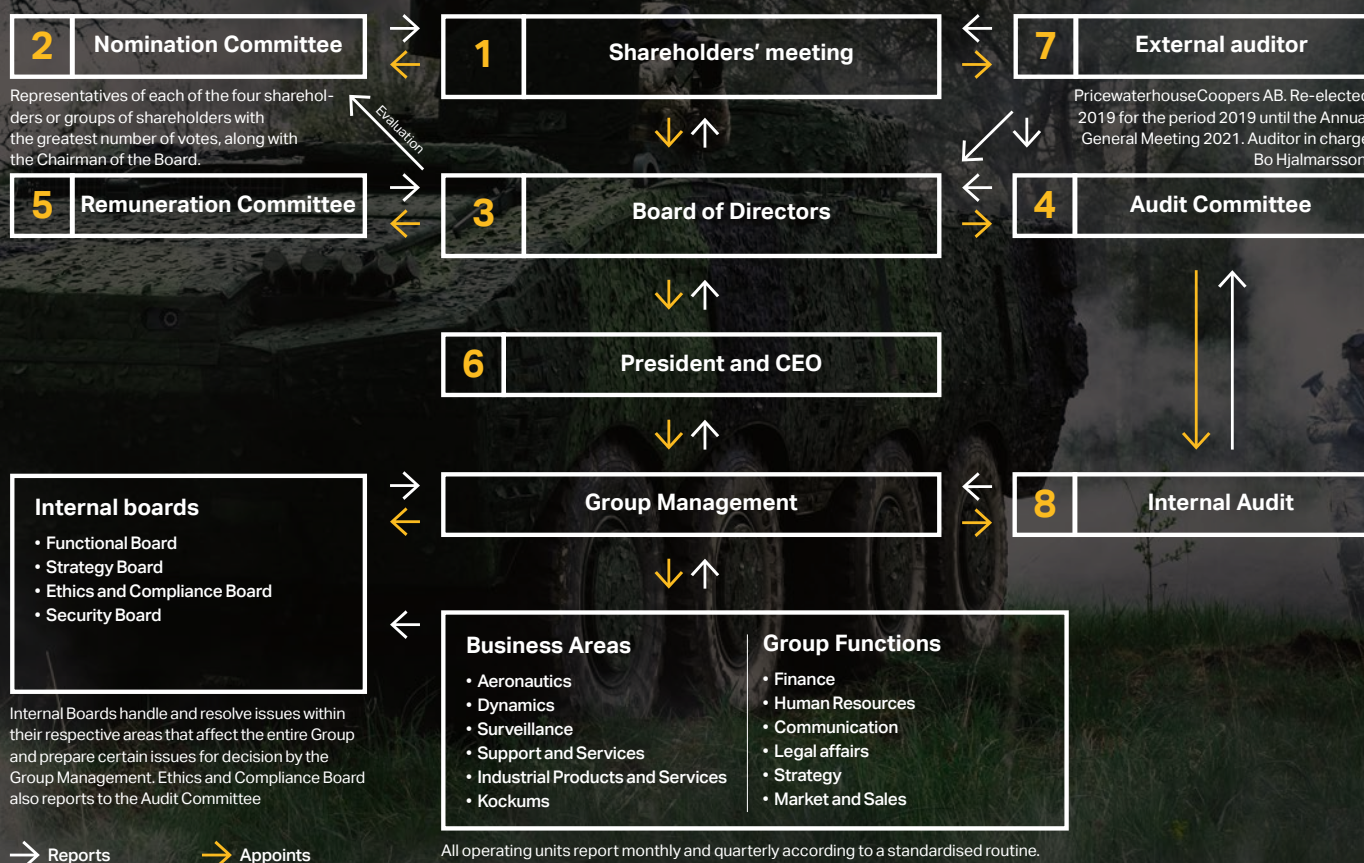 2 Nomination Committee
1 Shareholders' meeting
7 External auditor
Representatives of each of the four sharehol-
ders or groups of shareholders with
the greatest number of votes, along with
the Chairman of the Board.
Evaluation
PricewaterhouseCoopers AB. Re-elected
2019 for the period 2019 until the Annual
General Meeting 2021. Auditor in charge
Bo Hjalmarsson
5 Remuneration Committee
3 Board of Directors
4 Audit Committee
6 President and CEO
Group Management
8 Internal Audit
Internal boards
• Functional Board
• Strategy Board
• Ethics and Compliance Board
• Security Board
Internal Boards handle and resolve issues within
their respective areas that affect the entire Group
and prepare certain issues for decision by the
Group Management. Ethics and Compliance Board
also reports to the Audit Committee
Business Areas
• Aeronautics
• Dynamics
• Surveillance
• Support and Services
• Industrial Products and Services
• Kockums
Group Functions
• Finance
• Human Resources
• Communication
• Legal affairs
• Strategy
• Market and Sales
→ Reports
→ Appoints
All operating units report monthly and quarterly according to a standardised routine.